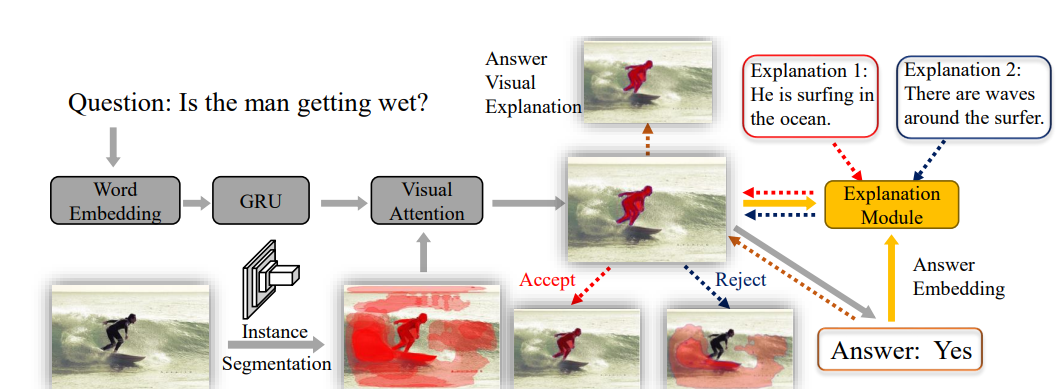 Question: Is the man getting wet?
Word
Embedding
GRU
Visual
Attention
Instance
Segmentation
Answer
Visual
Explanation
Accept
Reject
Explanation 1:
He is surfing in
the ocean.
Explanation 2:
There are waves
around the surfer.
Explanation
Module
Answer
Embedding
Answer: Yes